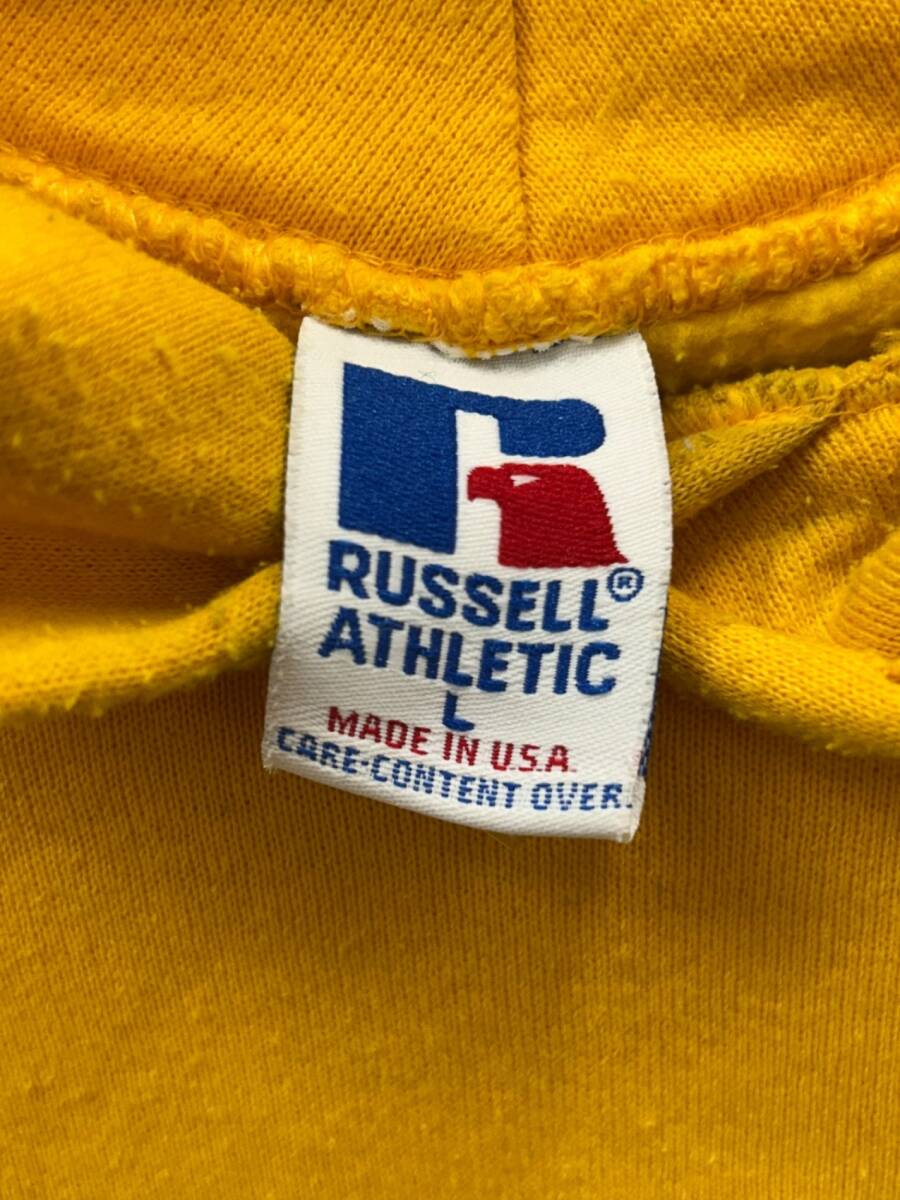 RUSSELL®
ATHLETIC
L
MADE IN U.S.A.
CARE-CONTENT OVER.